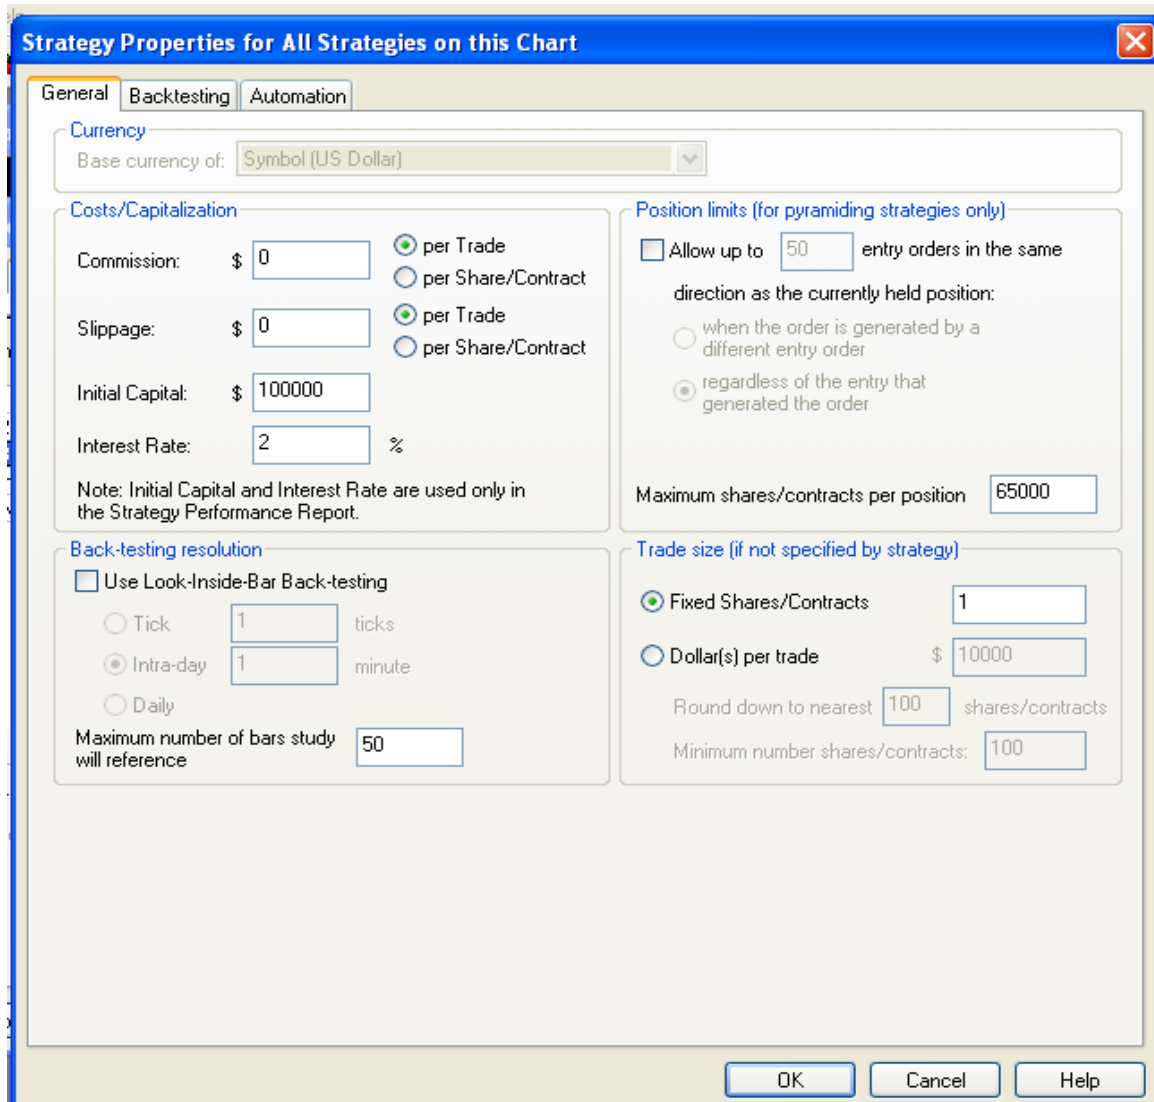 Strategy Properties for All Strategies on this Chart
General Backtesting Automation
Currency
Base currency of: Symbol (US Dollar)
Costs/Capitalization
Commission: $ 0 per Trade
per Share/Contract
Slippage: $ 0 per Trade
per Share/Contract
Initial Capital: $ 100000
Interest Rate: 2 %
Note: Initial Capital and Interest Rate are used only in
the Strategy Performance Report.
Position limits (for pyramiding strategies only)
Allow up to 50 entry orders in the same
direction as the currently held position:
when the order is generated by a
different entry order
regardless of the entry that
generated the order
Maximum shares/contracts per position 65000
Back-testing resolution
Use Look-Inside-Bar Back-testing
Tick 1 ticks
Intra-day 1 minute
Daily
Maximum number of bars study
will reference 50
Trade size (if not specified by strategy)
Fixed Shares/Contracts 1
Dollar(s) per trade $ 10000
Round down to nearest 100 shares/contracts
Minimum number shares/contracts: 100
OK Cancel Help